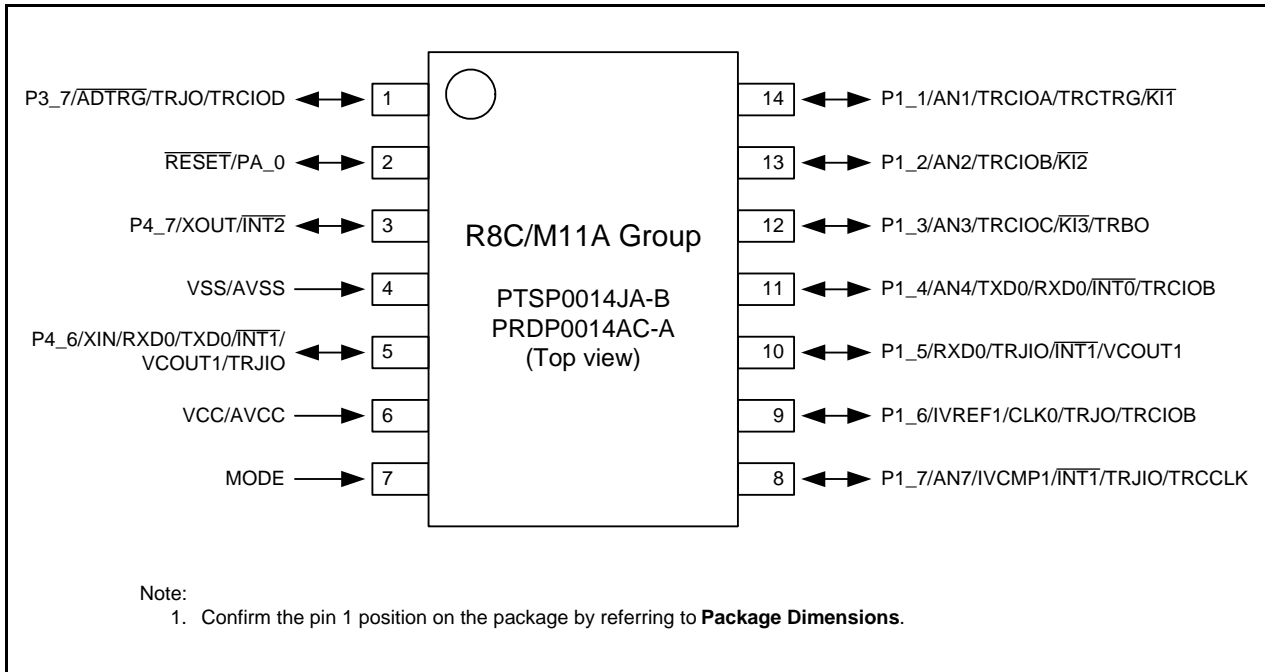 P3_7/ADTRG/TRJO/TRCIOD
1
RESET/PA_0
2
P4_7/XOUT/INT2
3
VSS/AVSS
4
P4_6/XIN/RXD0/TXD0/INT1/
VCOUT1/TRJIO
5
VCC/AVCC
6
MODE
7
R8C/M11A Group
PTSP0014JA-B
PRDP0014AC-A
(Top view)
14
P1_1/AN1/TRCIOA/TRCTRG/KI1
13
P1_2/AN2/TRCIOB/KI2
12
P1_3/AN3/TRCIOC/KI3/TRBO
11
P1_4/AN4/TXD0/RXD0/INT0/TRCIOB
10
P1_5/RXD0/TRJIO/INT1/VCOUT1
9
P1_6/IVREF1/CLK0/TRJO/TRCIOB
8
P1_7/AN7/IVCMP1/INT1/TRJIO/TRCCLK
Note:
1. Confirm the pin 1 position on the package by referring to Package Dimensions.